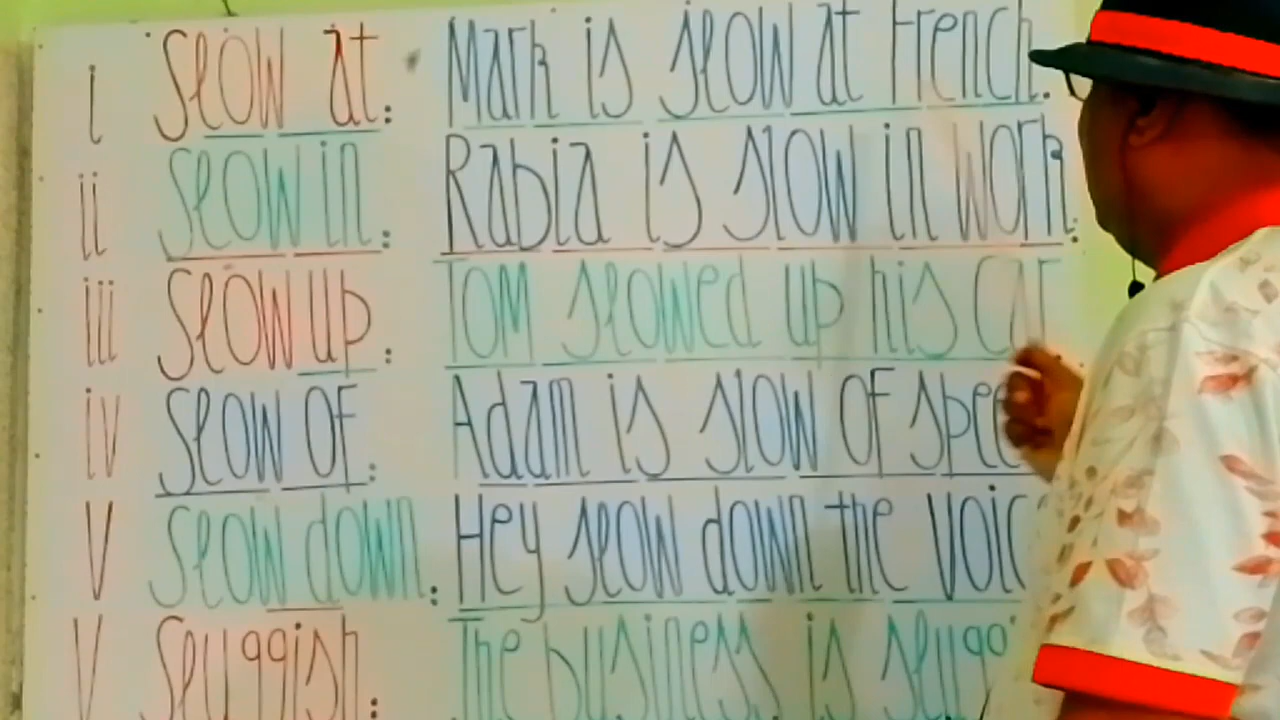 i Slow at: Mark is slow at French.
ii Slow in: Rabia is slow in work.
iii Slow up: Tom slowed up his car
iv Slow of: Adam is slow of
v Slow down: Hey slow down the
v Sluggish: The business is